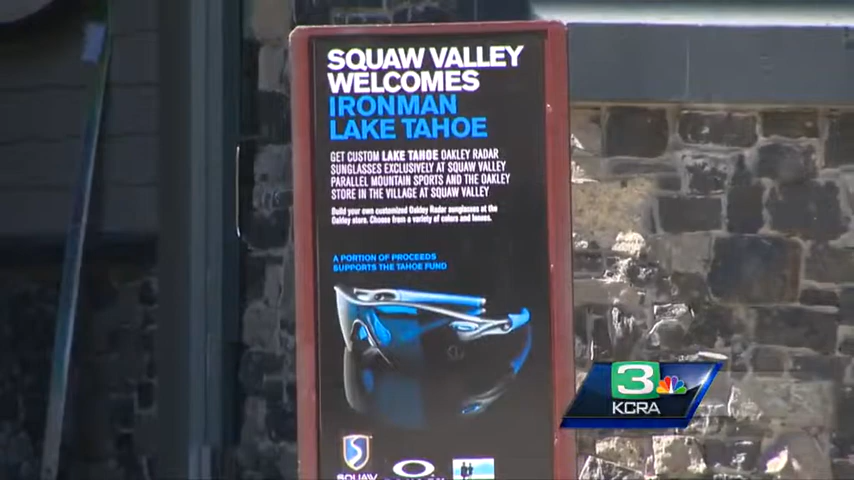 SQUAW VALLEY
WELCOMES
IRONMAN
LAKE TAHOE
GET CUSTOM LAKE TAHOE OAKLEY RADAR
SUNGLASSES EXCLUSIVELY AT SQUAW VALLEY
PARALLEL MOUNTAIN SPORTS AND THE OAKLEY
STORE IN THE VILLAGE AT SQUAW VALLEY
Build your own customized Oakley Radar sunglasses at the
Oakley store. Choose from a variety of colors and lenses.
A PORTION OF PROCEEDS
SUPPORTS THE TAHOE FUND
3
KCRA
SQUAW